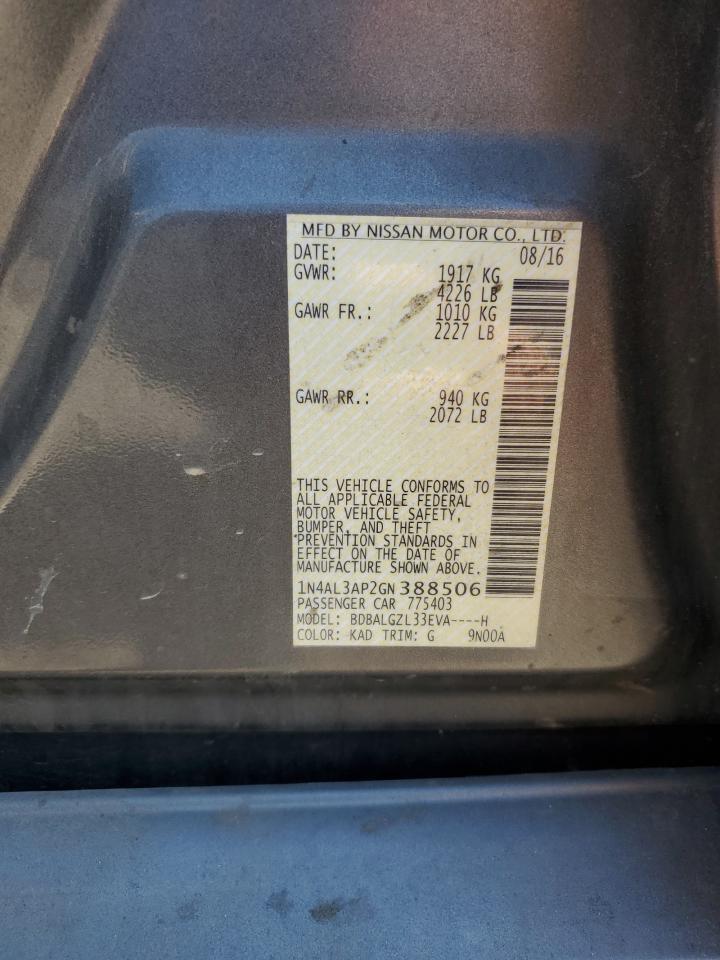 MFD BY NISSAN MOTOR CO., LTD.
DATE: 08/16
GVWR: 1917 KG
4226 LB
GAWR FR.: 1010 KG
2227 LB
GAWR RR.: 940 KG
2072 LB
THIS VEHICLE CONFORMS TO
ALL APPLICABLE FEDERAL
MOTOR VEHICLE SAFETY,
BUMPER, AND THEFT
PREVENTION STANDARDS IN
EFFECT ON THE DATE OF
MANUFACTURE SHOWN ABOVE.
1N4AL3AP2GN388506
PASSENGER CAR 775403
MODEL: BDBALGZL33EVA----H
COLOR: KAD TRIM: G 9N00A